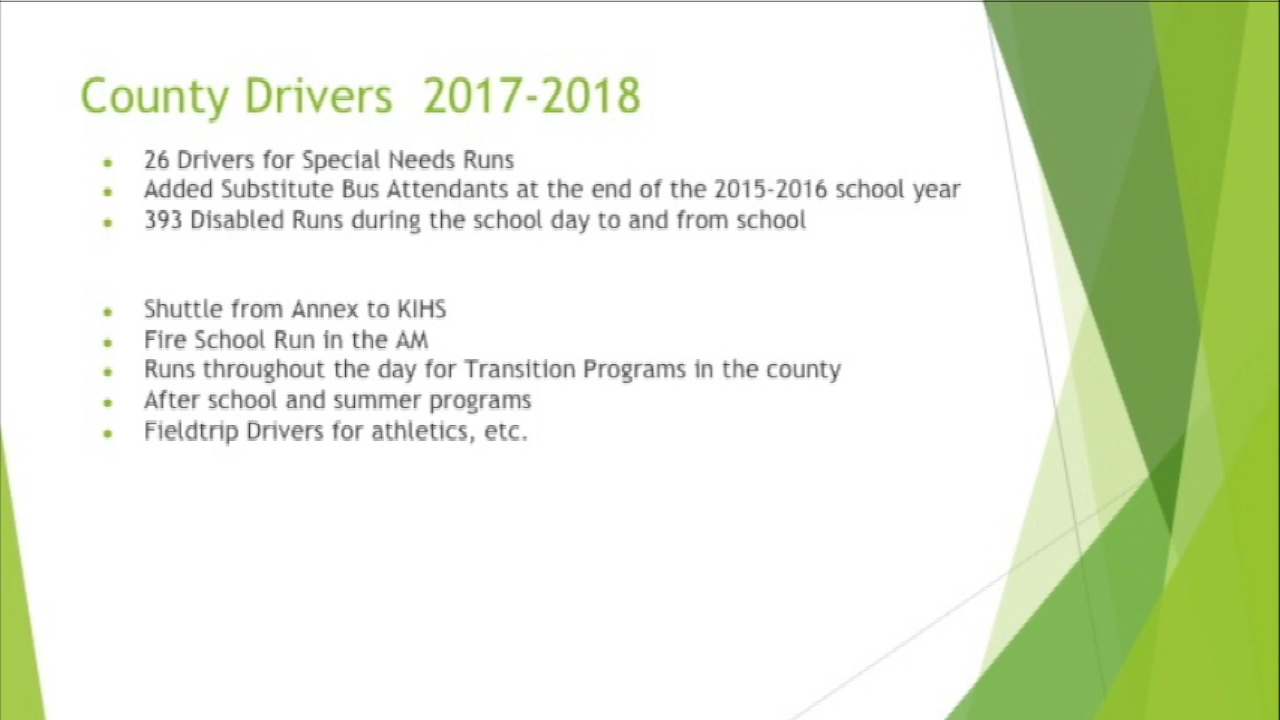 County Drivers 2017-2018
• 26 Drivers for Special Needs Runs
• Added Substitute Bus Attendants at the end of the 2015-2016 school year
• 393 Disabled Runs during the school day to and from school
• Shuttle from Annex to KIHS
• Fire School Run in the AM
• Runs throughout the day for Transition Programs in the county
• After school and summer programs
• Fieldtrip Drivers for athletics, etc.